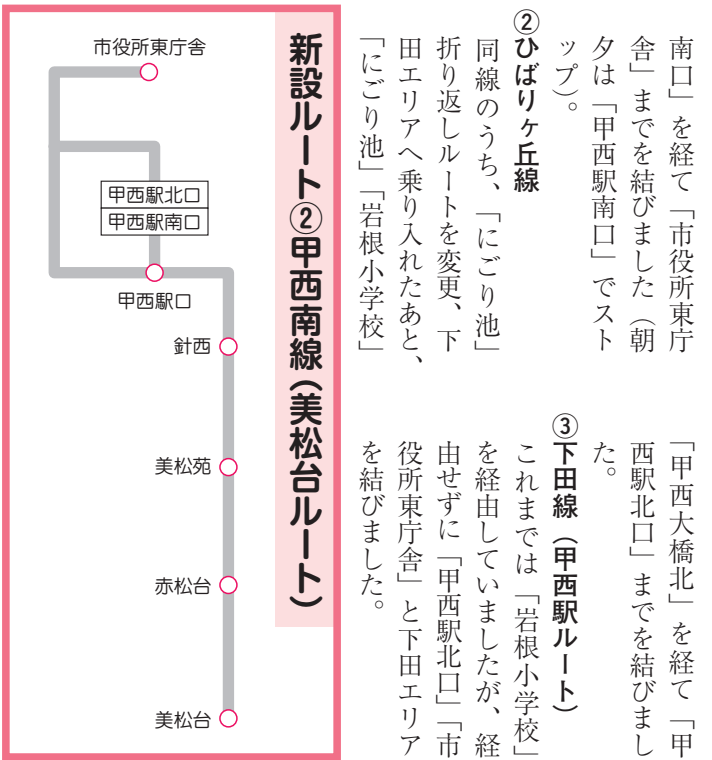 南口」を経て「市役所東庁
舎」までを結びました（朝
夕は「甲西駅南口」でスト
ップ）。
②ひばりヶ丘線
同線のうち、「にごり池」
折り返しルートを変更、下
田エリアへ乗り入れたあと、
「にごり池」「岩根小学校」
「甲西大橋北」を経て「甲
西駅北口」までを結びまし
た。
③下田線（甲西駅ルート）
これまでは「岩根小学校」
を経由していましたが、経
由せずに「甲西駅北口」「市
役所東庁舎」と下田エリア
を結びました。
新設ルート②甲西南線（美松台ルート）
市役所東庁舎
甲西駅北口
甲西駅南口
甲西駅口
針西
美松苑
赤松台
美松台